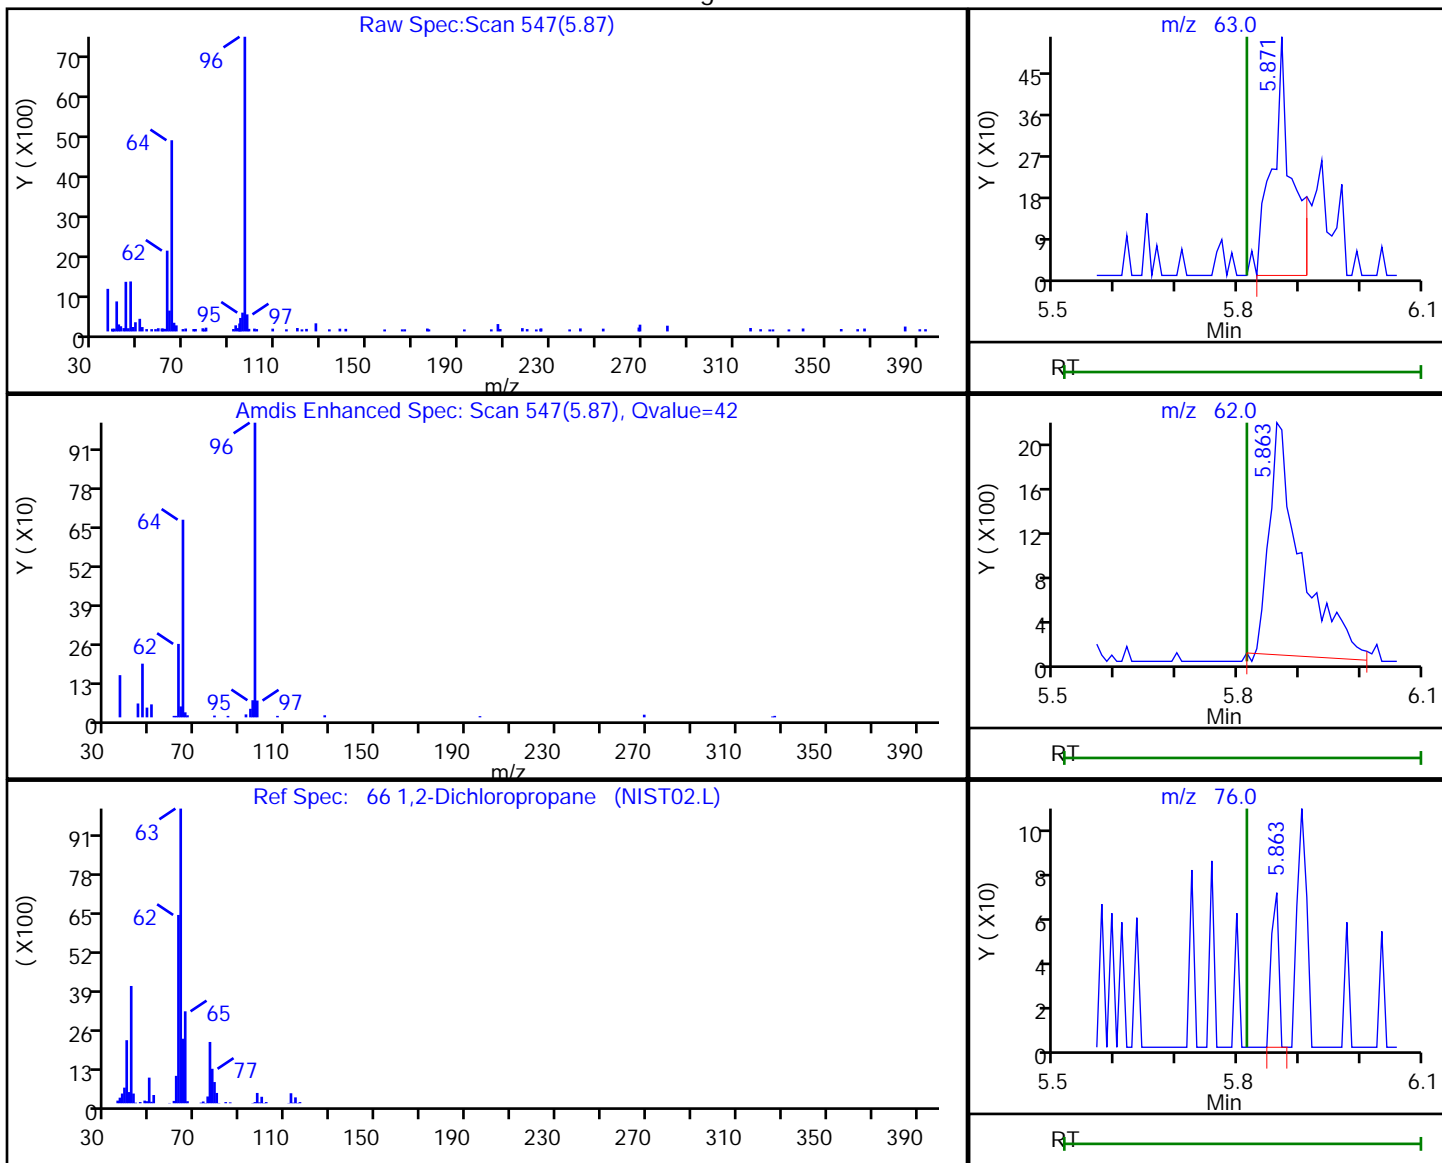 Raw Spec:Scan 547(5.87)
Y ( X100)
70
60
50
40
30
20
10
0
96
64
62
95
97
30 70 110 150 190 230 270 310 350 390
m/z
m/z 63.0
Y ( X10)
45
36
27
18
9
0
5.871
5.5 5.8 6.1
Min
RT
Amdis Enhanced Spec: Scan 547(5.87), Qvalue=42
Y ( X10)
91
78
65
52
39
26
13
0
96
64
62
95
97
30 70 110 150 190 230 270 310 350 390
m/z
m/z 62.0
Y ( X100)
20
16
12
8
4
0
5.863
5.5 5.8 6.1
Min
RT
Ref Spec: 66 1,2-Dichloropropane (NIST02.L)
( X100)
91
78
65
52
39
26
13
0
63
62
65
77
30 70 110 150 190 230 270 310 350 390
m/z 76.0
Y ( X10)
10
8
6
4
2
0
5.863
5.5 5.8 6.1
Min
RT